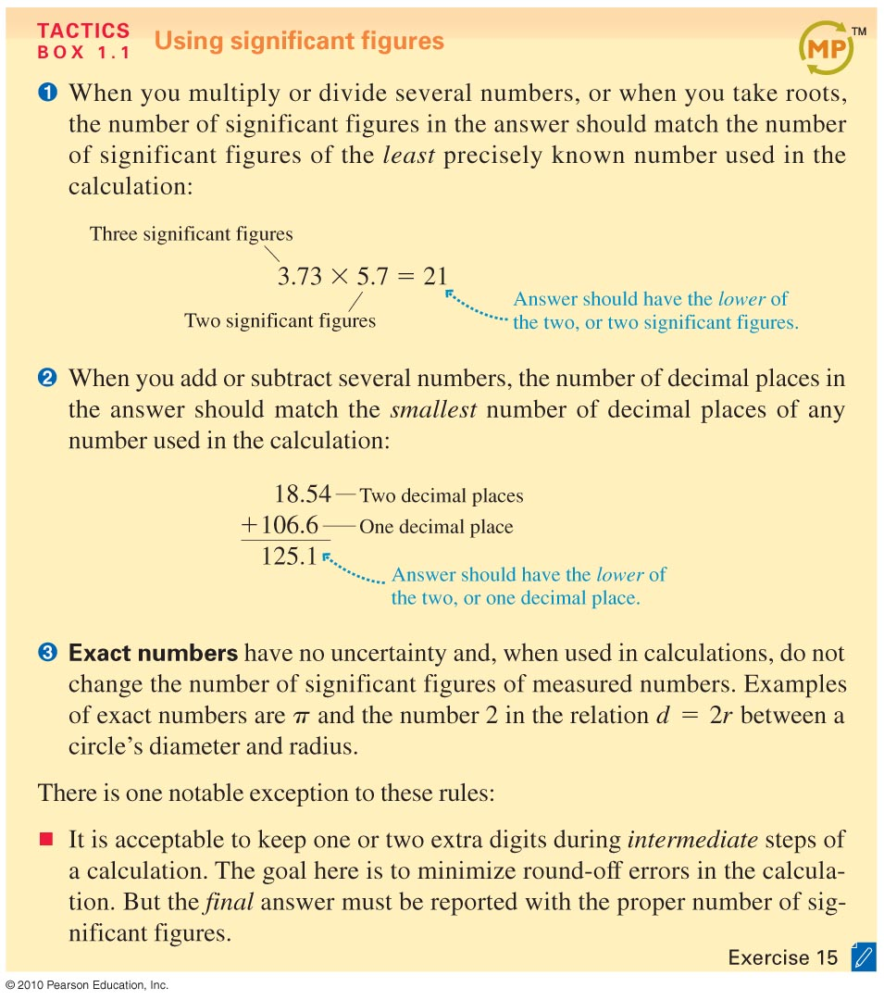 TACTICS
BOX 1.1
Using significant figures
MP™
1 When you multiply or divide several numbers, or when you take roots,
the number of significant figures in the answer should match the number
of significant figures of the least precisely known number used in the
calculation:
Three significant figures
3.73 × 5.7 = 21
Two significant figures
Answer should have the lower of
the two, or two significant figures.
2 When you add or subtract several numbers, the number of decimal places in
the answer should match the smallest number of decimal places of any
number used in the calculation:
18.54 — Two decimal places
+106.6 — One decimal place
125.1
Answer should have the lower of
the two, or one decimal place.
3 Exact numbers have no uncertainty and, when used in calculations, do not
change the number of significant figures of measured numbers. Examples
of exact numbers are π and the number 2 in the relation d = 2r between a
circle’s diameter and radius.
There is one notable exception to these rules:
■ It is acceptable to keep one or two extra digits during intermediate steps of
a calculation. The goal here is to minimize round-off errors in the calcula-
tion. But the final answer must be reported with the proper number of sig-
nificant figures.
Exercise 15
© 2010 Pearson Education, Inc.